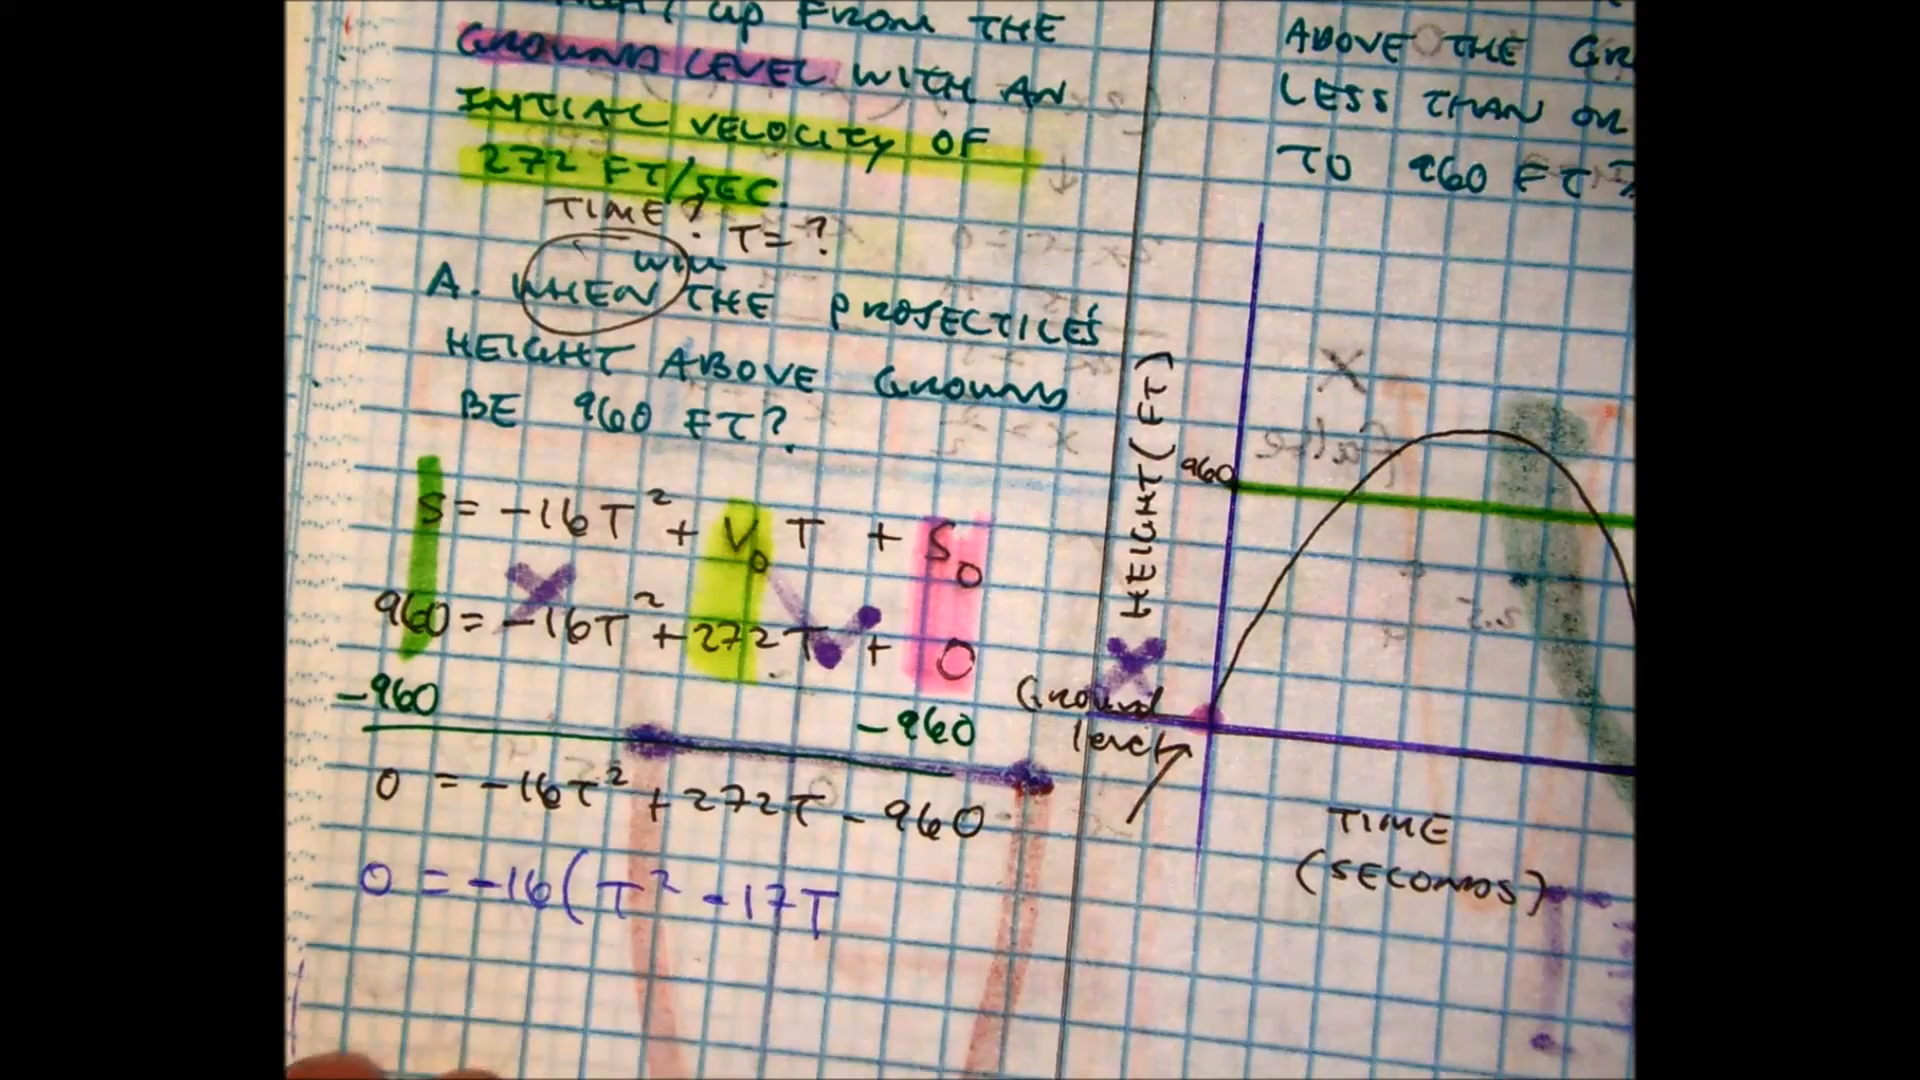 up FROM THE
GROUND LEVEL WITH AN
INITIAL VELOCITY OF
272 FT/SEC.
TIME? T=?
will
A. WHEN THE PROJECTILE'S
HEIGHT ABOVE GROUND
BE 960 FT?
S = -16T² + V₀T + S₀
960 = -16T² + 272T + 0
-960 -960
0 = -16T² + 272T - 960
0 = -16(T² - 17T
ABOVE THE GR
LESS THAN OR
TO 960 FT?
HEIGHT (FT)
960
Ground
level
TIME
(SECONDS)